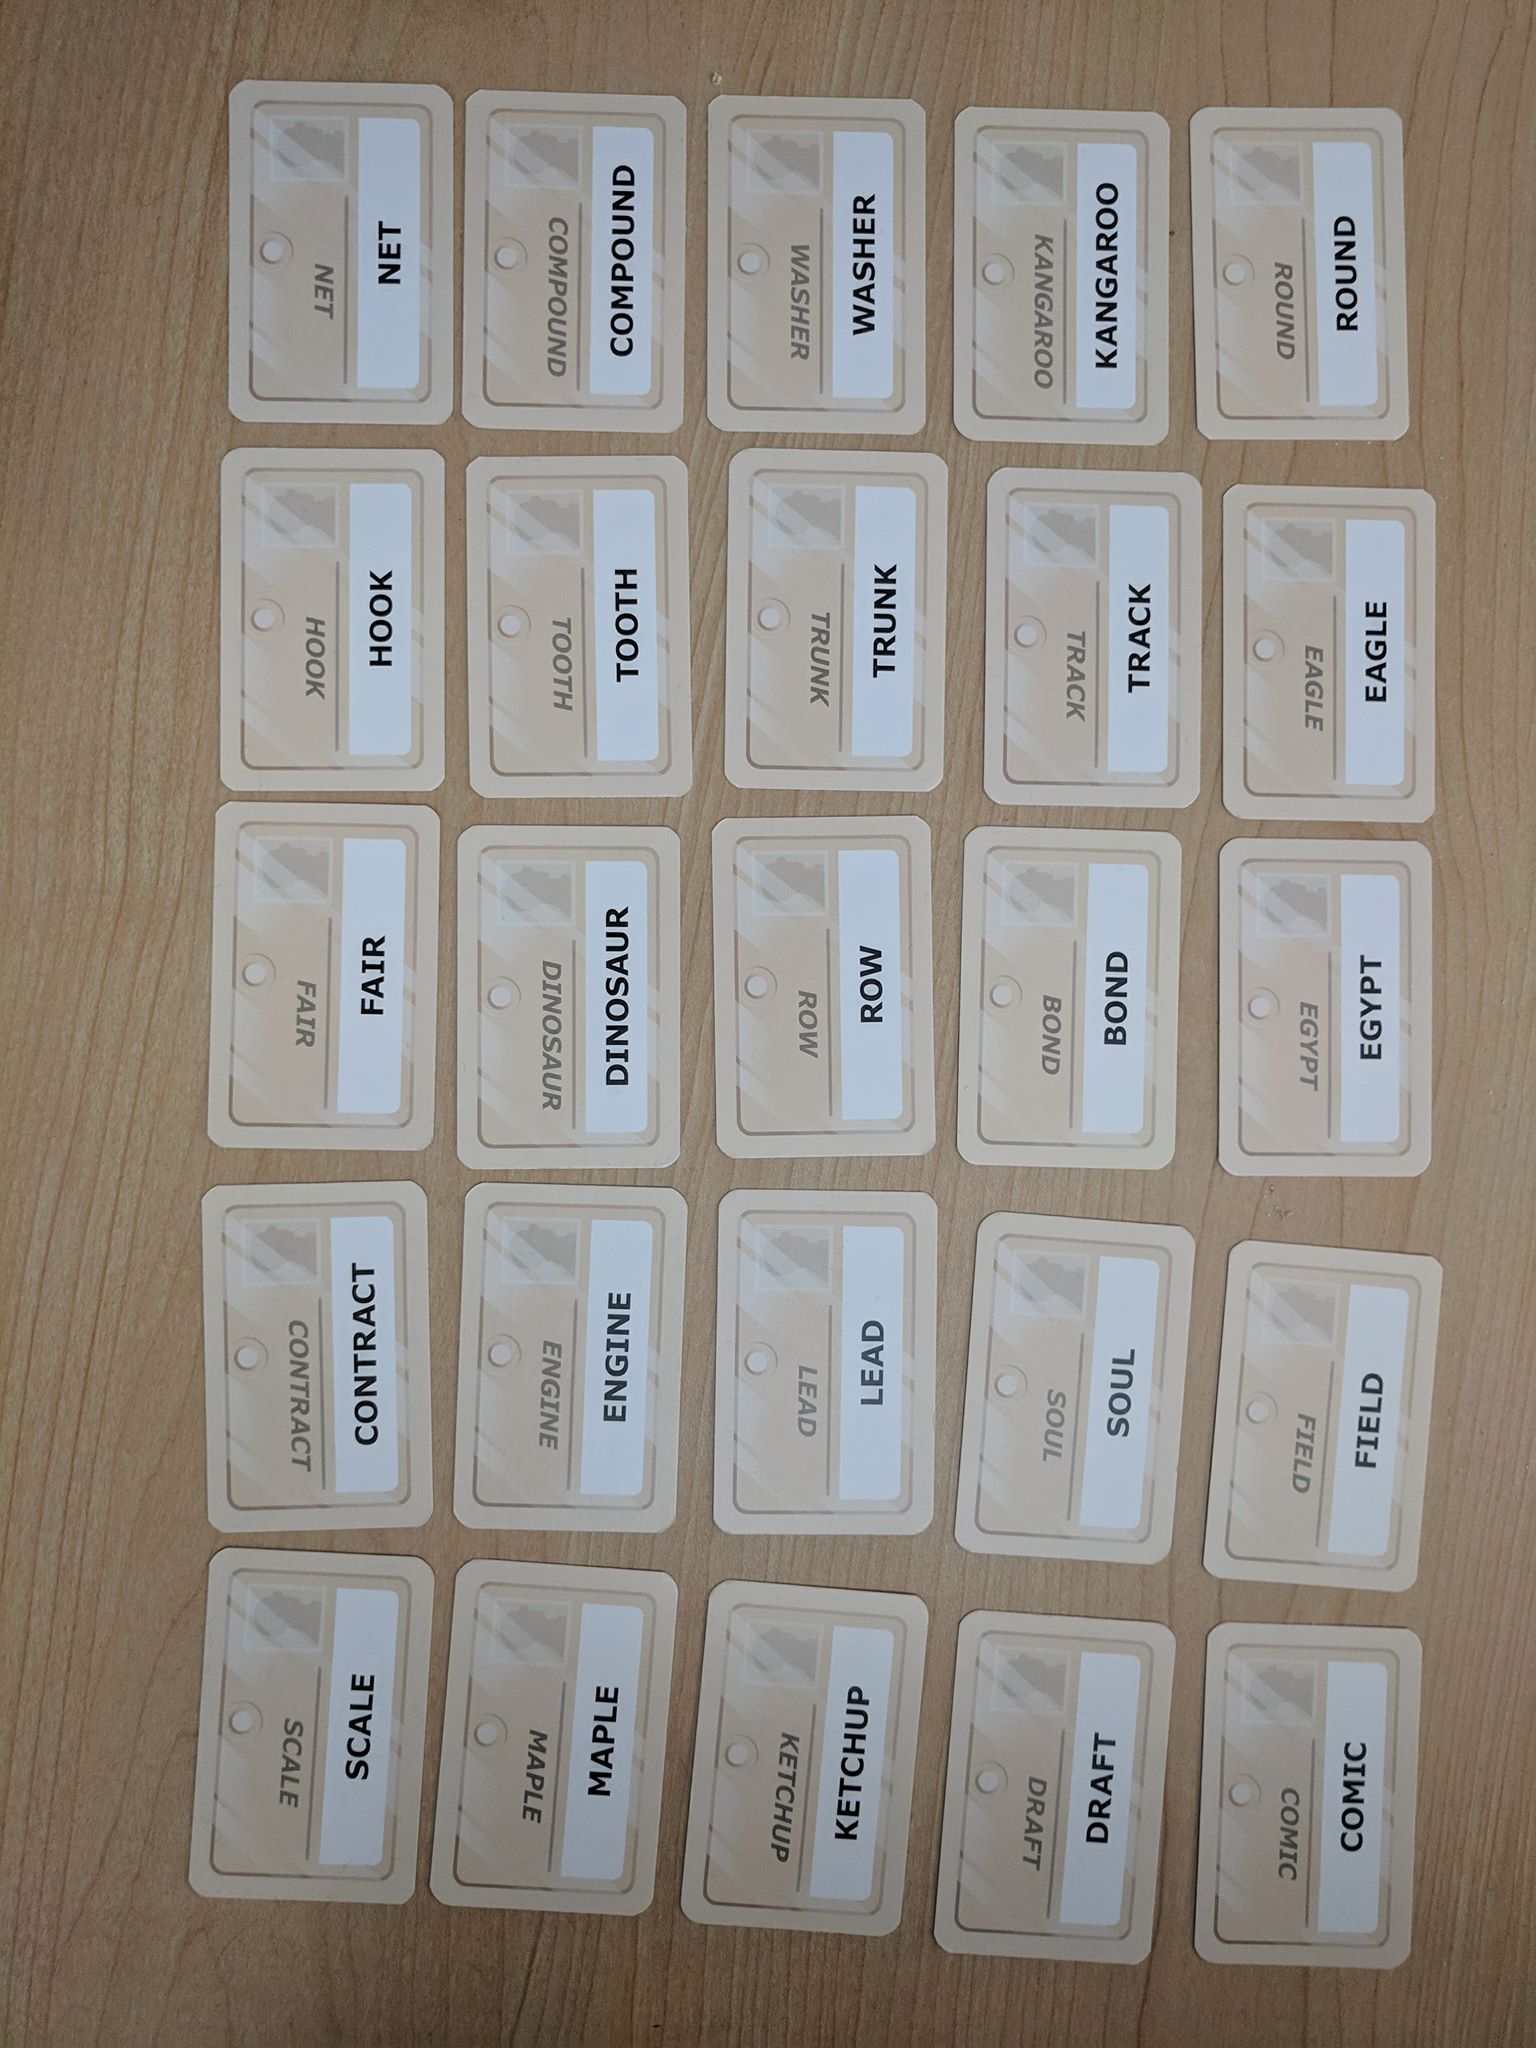 SCALE
SCALE
CONTRACT
CONTRACT
FAIR
FAIR
HOOK
HOOK
NET
NET
MAPLE
MAPLE
ENGINE
ENGINE
DINOSAUR
DINOSAUR
TOOTH
TOOTH
COMPOUND
COMPOUND
KETCHUP
KETCHUP
LEAD
LEAD
ROW
ROW
TRUNK
TRUNK
WASHER
WASHER
DRAFT
DRAFT
SOUL
SOUL
BOND
BOND
TRACK
TRACK
KANGAROO
KANGAROO
COMIC
COMIC
FIELD
FIELD
EGYPT
EGYPT
EAGLE
EAGLE
ROUND
ROUND